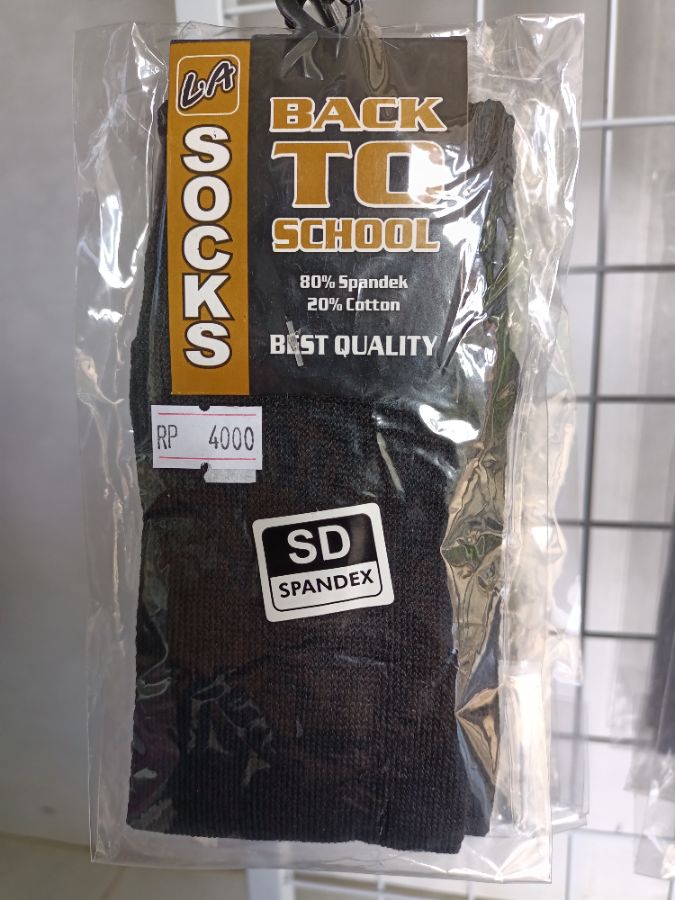 LA
SOCKS
BACK
TO
SCHOOL
80% Spandek
20% Cotton
BEST QUALITY
RP 4000
SD
SPANDEX